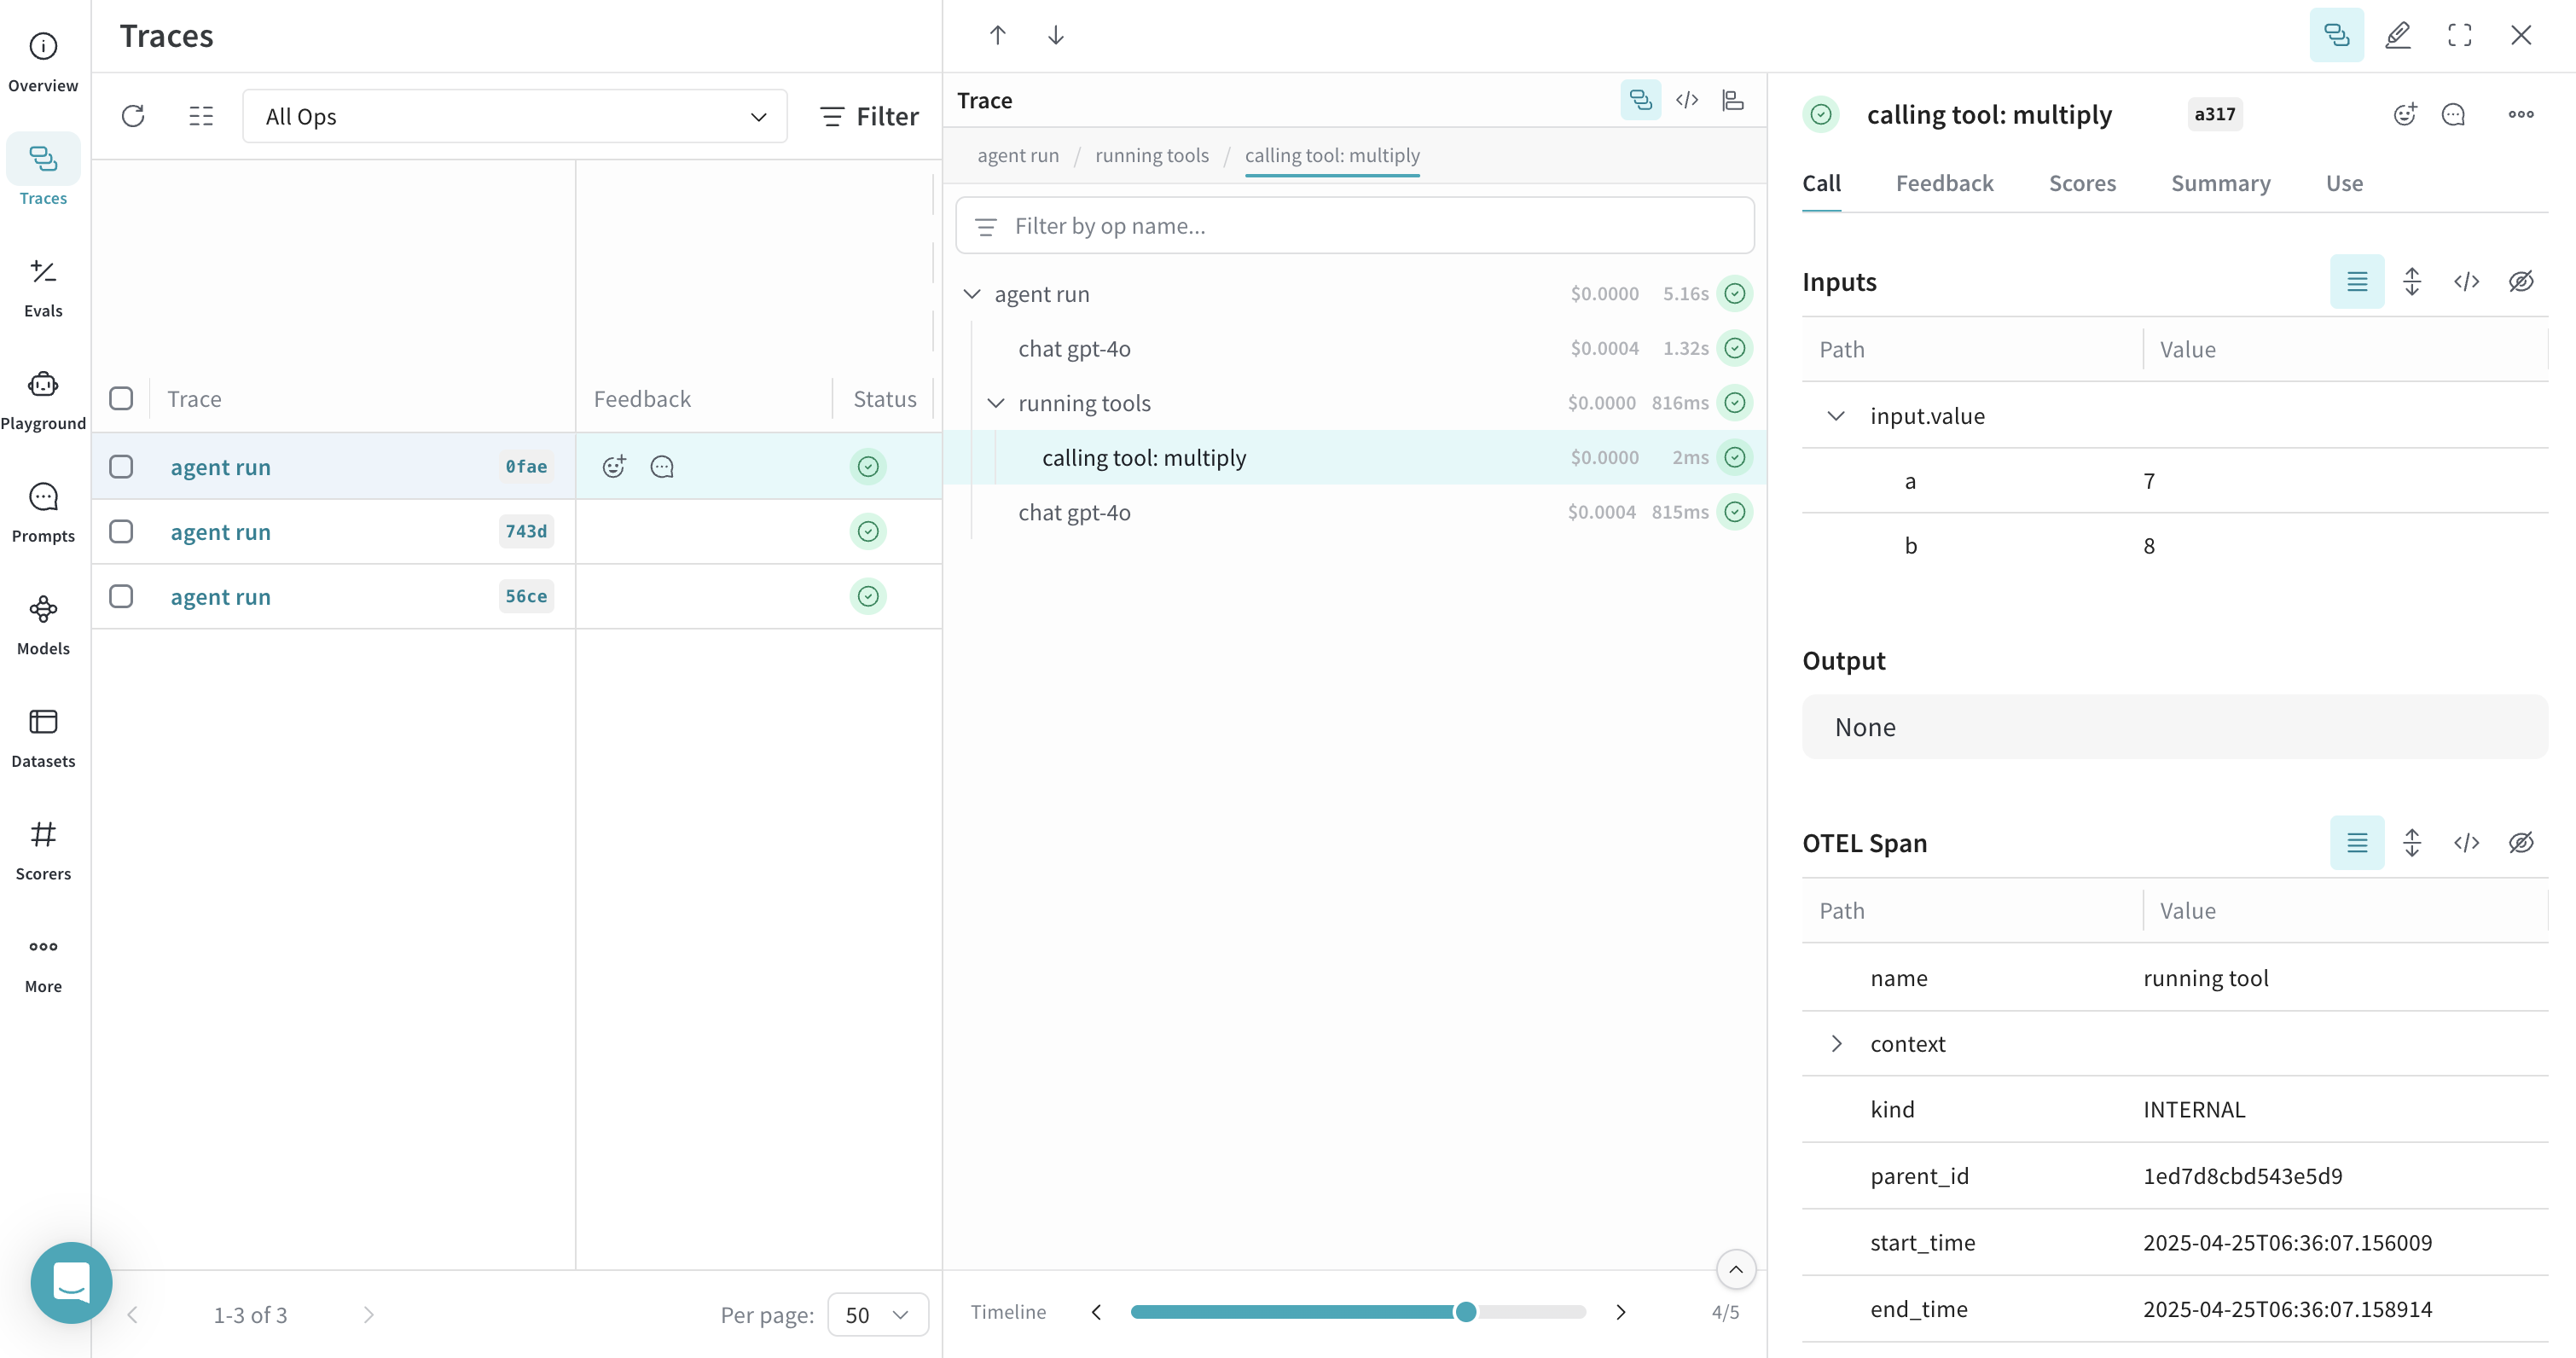 Overview
Traces
Evals
Playground
Prompts
Models
Datasets
Scorers
More
Traces
All Ops
Filter
Trace
Feedback
Status
agent run 0fae
agent run 743d
agent run 56ce
1-3 of 3
Per page: 50
Trace
agent run / running tools / calling tool: multiply
Filter by op name...
agent run $0.0000 5.16s
chat gpt-4o $0.0004 1.32s
running tools $0.0000 816ms
calling tool: multiply $0.0000 2ms
chat gpt-4o $0.0004 815ms
Timeline 4/5
calling tool: multiply a317
Call Feedback Scores Summary Use
Inputs
Path Value
input.value
a 7
b 8
Output
None
OTEL Span
Path Value
name running tool
context
kind INTERNAL
parent_id 1ed7d8cbd543e5d9
start_time 2025-04-25T06:36:07.156009
end_time 2025-04-25T06:36:07.158914